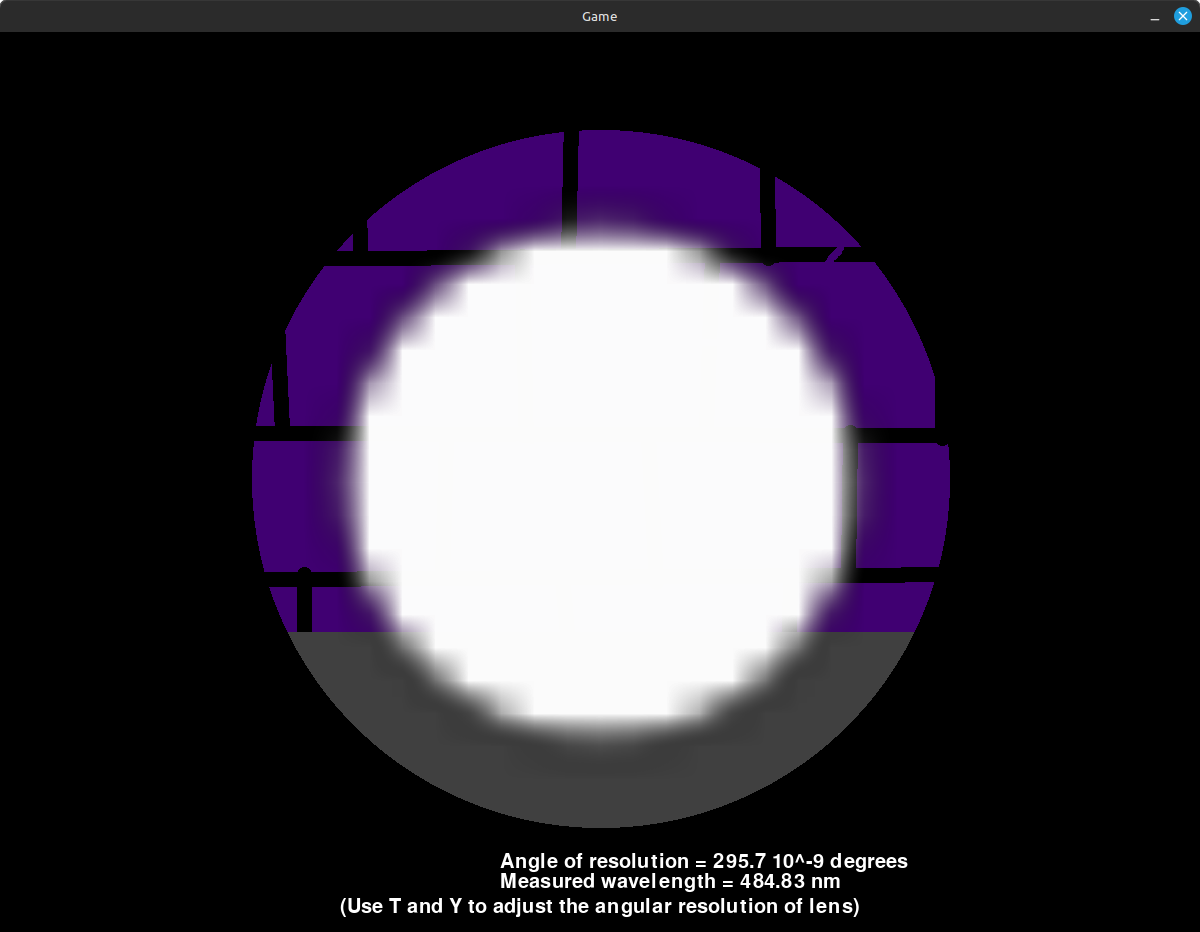 Game
Angle of resolution = 295.7 10^-9 degrees
Measured wavelength = 484.83 nm
(Use T and Y to adjust the angular resolution of lens)